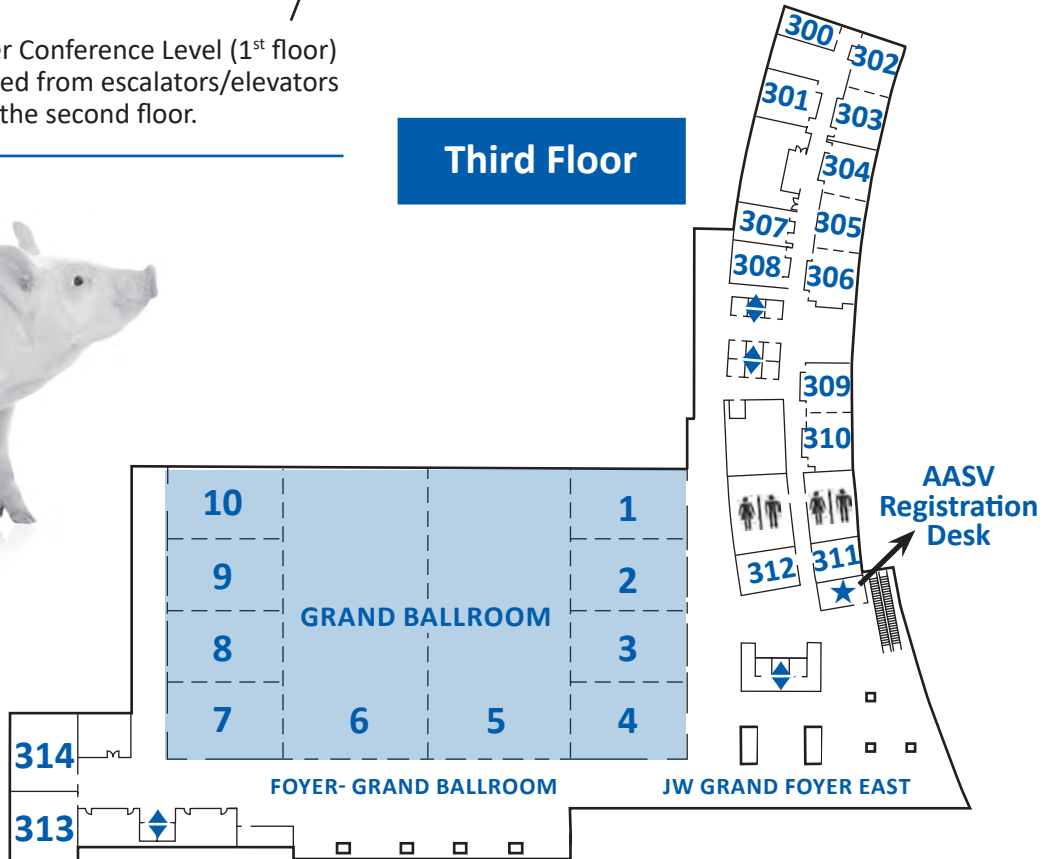 er Conference Level (1st floor)
ed from escalators/elevators
the second floor.
Third Floor
300
302
301
303
304
307
305
308
306
309
310
AASV
Registration
Desk
312
311
10
1
9
2
GRAND BALLROOM
8
3
7
6
5
4
314
FOYER- GRAND BALLROOM
JW GRAND FOYER EAST
313